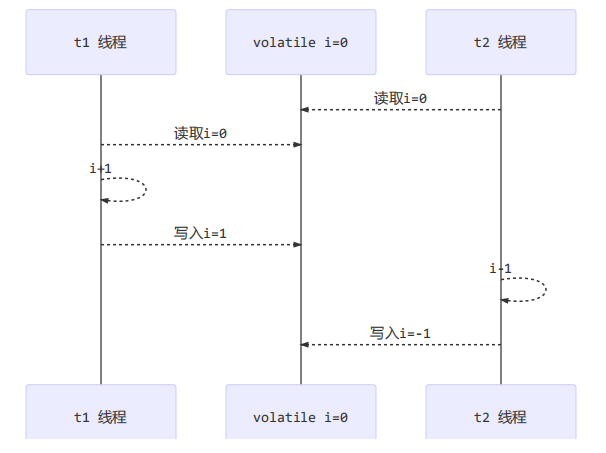 t1 线程
volatile i=0
t2 线程
读取i=0
读取i=0
i+1
写入i=1
i-1
写入i=-1
t1 线程
volatile i=0
t2 线程